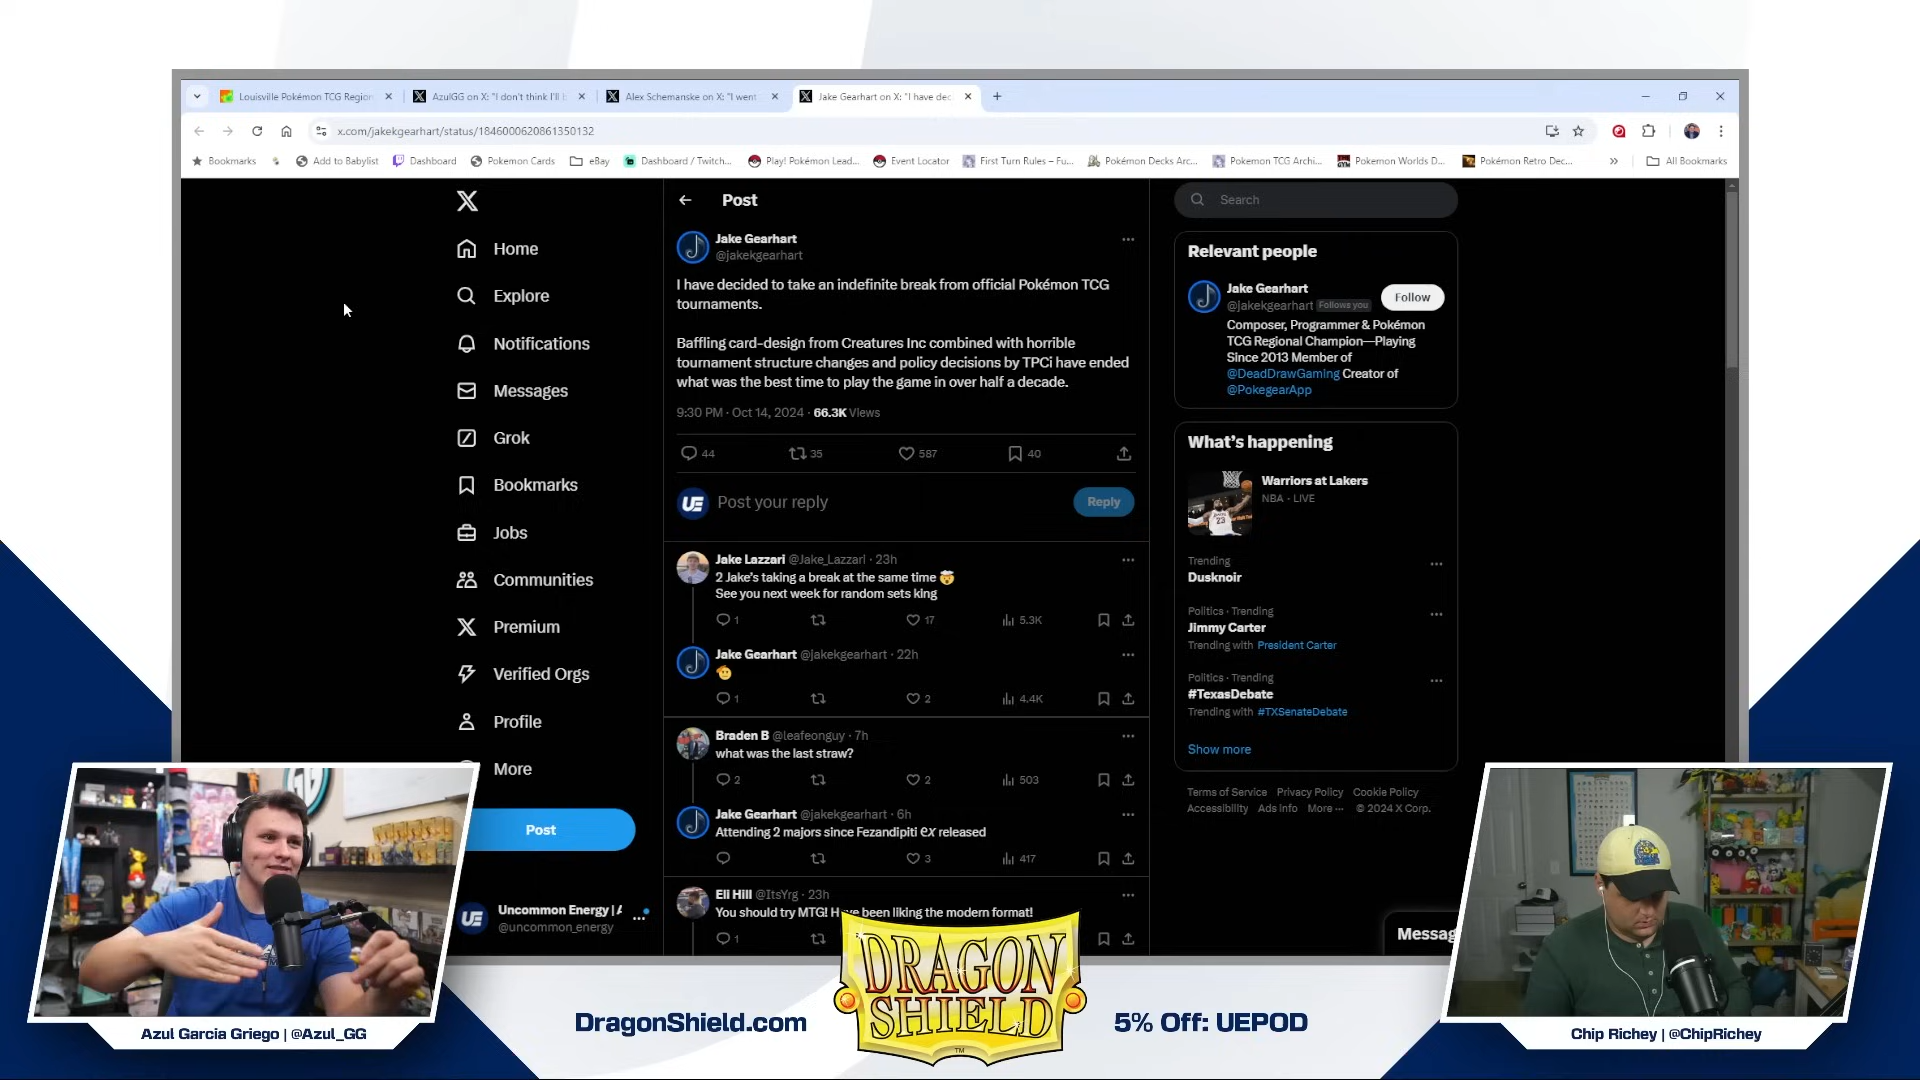 Louisville Pokémon TCG Region
AzulGG on X: "I don't think I'll b
Alex Schemanske on X: "I went
Jake Gearhart on X: "I have dec
x.com/jakekgearhart/status/1846000620861350132
Bookmarks
Add to Babylist
Dashboard
Pokemon Cards
eBay
Dashboard / Twitch...
Play! Pokémon Lead...
Event Locator
First Turn Rules – Fu...
Pokémon Decks Arc...
Pokemon TCG Archi...
Pokemon Worlds D...
Pokémon Retro Dec...
All Bookmarks
Home
Explore
Notifications
Messages
Grok
Bookmarks
Jobs
Communities
Premium
Verified Orgs
Profile
More
Post
UE
Uncommon Energy | A
@uncommon_energy
Post
Jake Gearhart
@jakekgearhart
I have decided to take an indefinite break from official Pokémon TCG
tournaments.
Baffling card-design from Creatures Inc combined with horrible
tournament structure changes and policy decisions by TPCi have ended
what was the best time to play the game in over half a decade.
9:30 PM · Oct 14, 2024 · 66.3K Views
44 35 587 40
UE
Post your reply
Reply
Jake Lazzari @Jake_Lazzari · 23h
2 Jake's taking a break at the same time 🤯
See you next week for random sets king
1 17 5.3K
Jake Gearhart @jakekgearhart · 22h
🫡
1 2 4.4K
Braden B @leafeonguy · 7h
what was the last straw?
2 2 503
Jake Gearhart @jakekgearhart · 6h
Attending 2 majors since Fezandipiti ex released
3 417
Eli Hill @ItsYrg · 23h
You should try MTG! H ve been liking the modern format!
1
Search
Relevant people
Jake Gearhart
@jakekgearhart Follows you
Follow
Composer, Programmer & Pokémon
TCG Regional Champion—Playing
Since 2013 Member of
@DeadDrawGaming Creator of
@PokegearApp
What's happening
Warriors at Lakers
NBA · LIVE
Trending
Dusknoir
Politics · Trending
Jimmy Carter
Trending with President Carter
Politics · Trending
#TexasDebate
Trending with #TXSenateDebate
Show more
Terms of Service Privacy Policy Cookie Policy
Accessibility Ads info More ··· © 2024 X Corp.
Messag
Azul Garcia Griego | @Azul_GG
DragonShield.com
DRAGON
SHIELD
TM
5% Off: UEPOD
Chip Richey | @ChipRichey